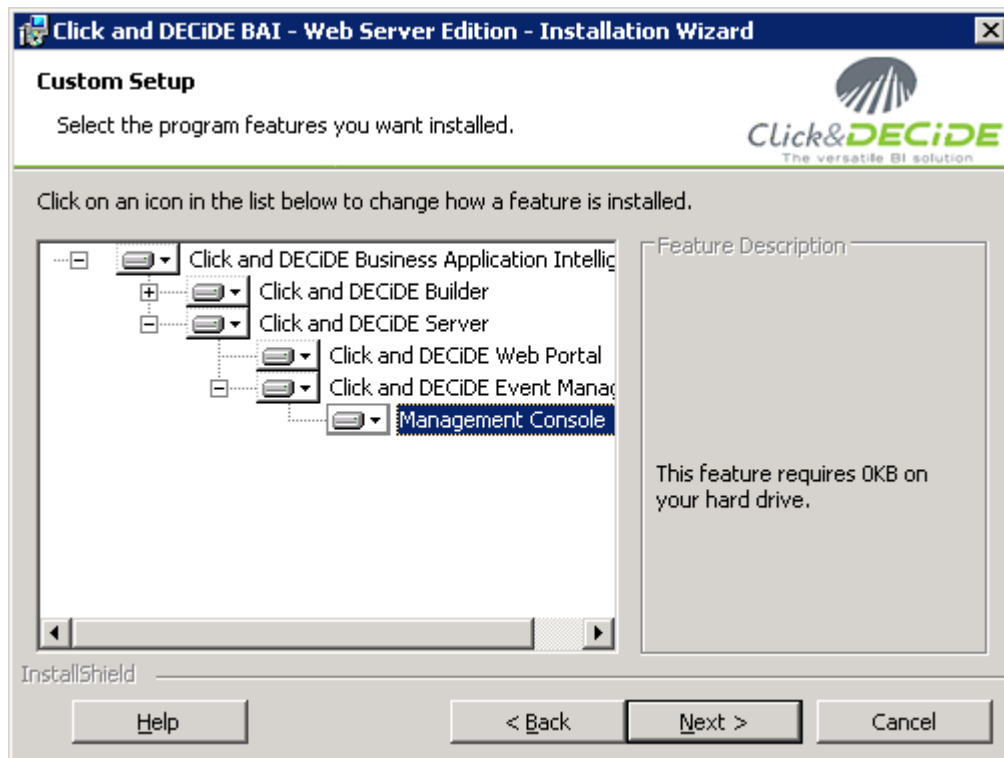 Click and DECiDE BAI - Web Server Edition - Installation Wizard
Custom Setup
Select the program features you want installed.
Click&DECiDE
The versatile BI solution
Click on an icon in the list below to change how a feature is installed.
Click and DECiDE Business Application Intellig
Click and DECiDE Builder
Click and DECiDE Server
Click and DECiDE Web Portal
Click and DECiDE Event Manag
Management Console
Feature Description
This feature requires 0KB on
your hard drive.
InstallShield
Help
< Back
Next >
Cancel